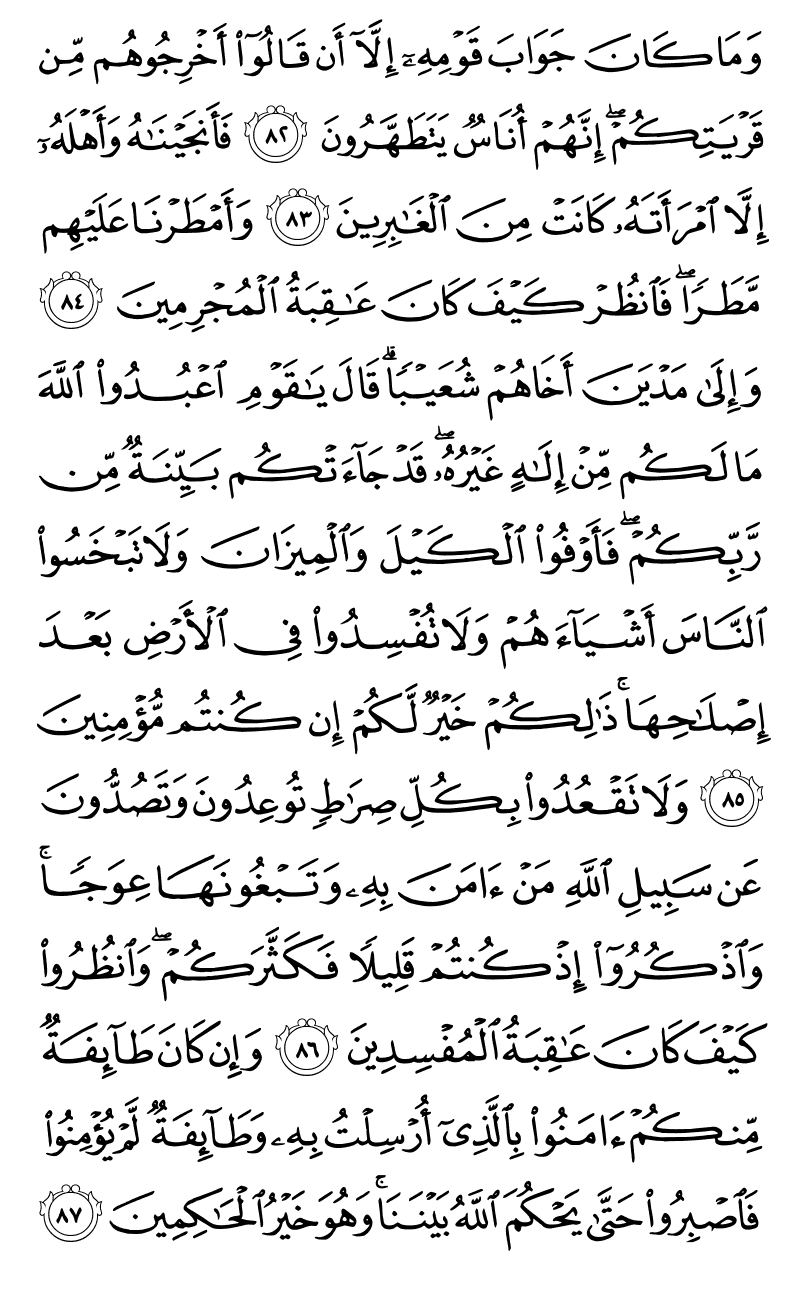 وَمَا كَانَ جَوَابَ قَوْمِهِۦٓ إِلَّآ أَن قَالُوٓا۟ أَخْرِجُوهُم مِّن
قَرْيَتِكُمْ ۖ إِنَّهُمْ أُنَاسٌ يَتَطَهَّرُونَ ٨٢ فَأَنجَيْنَـٰهُ وَأَهْلَهُۥٓ
إِلَّا ٱمْرَأَتَهُۥ كَانَتْ مِنَ ٱلْغَـٰبِرِينَ ٨٣ وَأَمْطَرْنَا عَلَيْهِم
مَّطَرًا ۖ فَٱنظُرْ كَيْفَ كَانَ عَـٰقِبَةُ ٱلْمُجْرِمِينَ ٨٤
وَإِلَىٰ مَدْيَنَ أَخَاهُمْ شُعَيْبًا ۗ قَالَ يَـٰقَوْمِ ٱعْبُدُوا۟ ٱللَّهَ
مَا لَكُم مِّنْ إِلَـٰهٍ غَيْرُهُۥ ۖ قَدْ جَآءَتْكُم بَيِّنَةٌ مِّن
رَّبِّكُمْ ۖ فَأَوْفُوا۟ ٱلْكَيْلَ وَٱلْمِيزَانَ وَلَا تَبْخَسُوا۟
ٱلنَّاسَ أَشْيَآءَهُمْ وَلَا تُفْسِدُوا۟ فِى ٱلْأَرْضِ بَعْدَ
إِصْلَـٰحِهَا ۚ ذَٰلِكُمْ خَيْرٌ لَّكُمْ إِن كُنتُم مُّؤْمِنِينَ
٨٥ وَلَا تَقْعُدُوا۟ بِكُلِّ صِرَٰطٍ تُوعِدُونَ وَتَصُدُّونَ
عَن سَبِيلِ ٱللَّهِ مَنْ ءَامَنَ بِهِۦ وَتَبْغُونَهَا عِوَجًا ۚ
وَٱذْكُرُوٓا۟ إِذْ كُنتُمْ قَلِيلًا فَكَثَّرَكُمْ ۖ وَٱنظُرُوا۟
كَيْفَ كَانَ عَـٰقِبَةُ ٱلْمُفْسِدِينَ ٨٦ وَإِن كَانَ طَآئِفَةٌ
مِّنكُمْ ءَامَنُوا۟ بِٱلَّذِىٓ أُرْسِلْتُ بِهِۦ وَطَآئِفَةٌ لَّمْ يُؤْمِنُوا۟
فَٱصْبِرُوا۟ حَتَّىٰ يَحْكُمَ ٱللَّهُ بَيْنَنَا ۚ وَهُوَ خَيْرُ ٱلْحَـٰكِمِينَ ٨٧